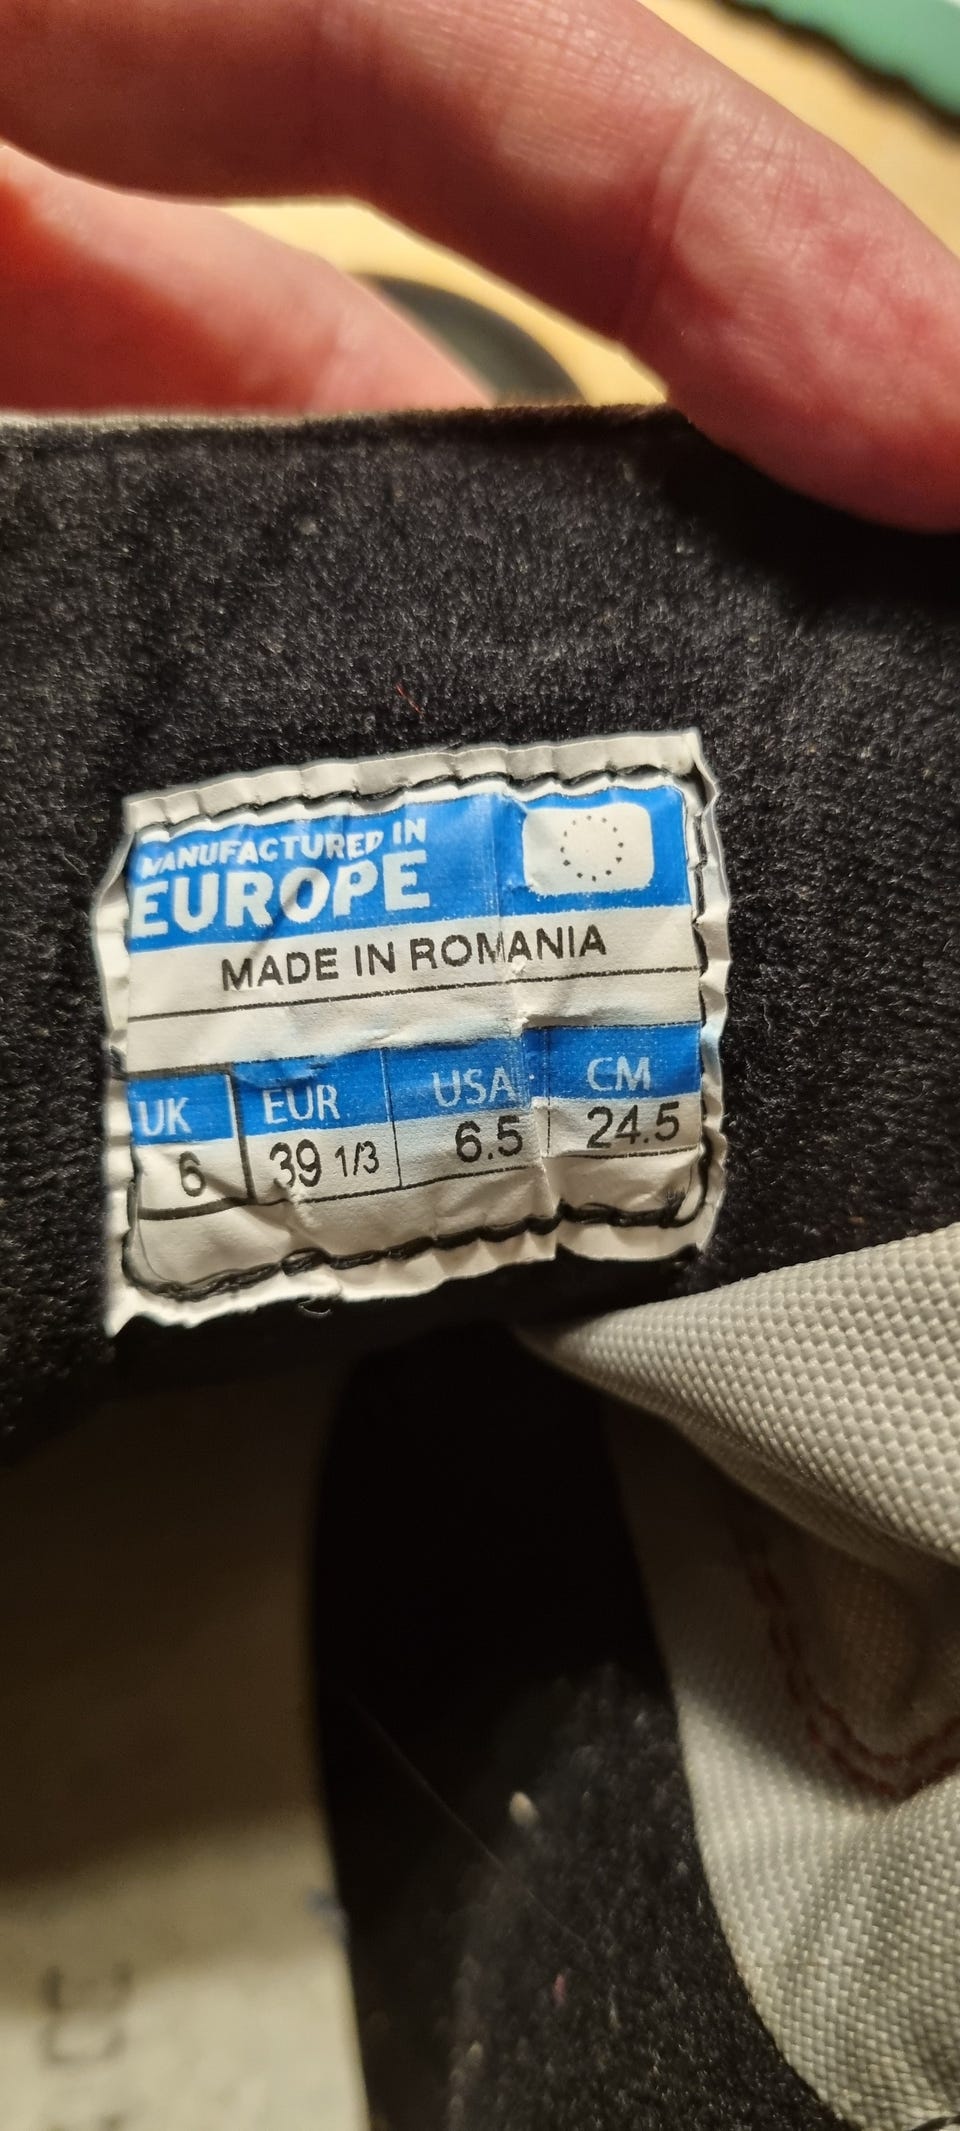 MANUFACTURED IN
EUROPE
MADE IN ROMANIA
UK EUR USA CM
6 39 1/3 6.5 24.5